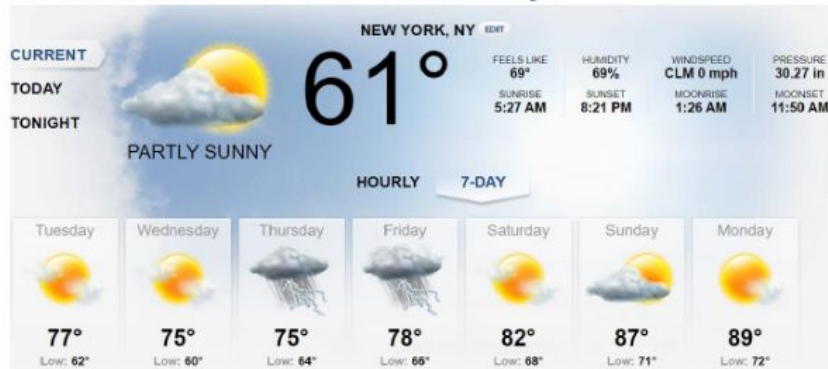 NEW YORK, NY EDIT
CURRENT
TODAY
TONIGHT
PARTLY SUNNY
61°
FEELS LIKE
69°
HUMIDITY
69%
WINDSPEED
CLM 0 mph
PRESSURE
30.27 in
SUNRISE
5:27 AM
SUNSET
8:21 PM
MOONRISE
1:26 AM
MOONSET
11:50 AM
HOURLY 7-DAY
Tuesday Wednesday Thursday Friday Saturday Sunday Monday
77° 75° 75° 78° 82° 87° 89°
Low: 62° Low: 60° Low: 64° Low: 66° Low: 68° Low: 71° Low: 72°